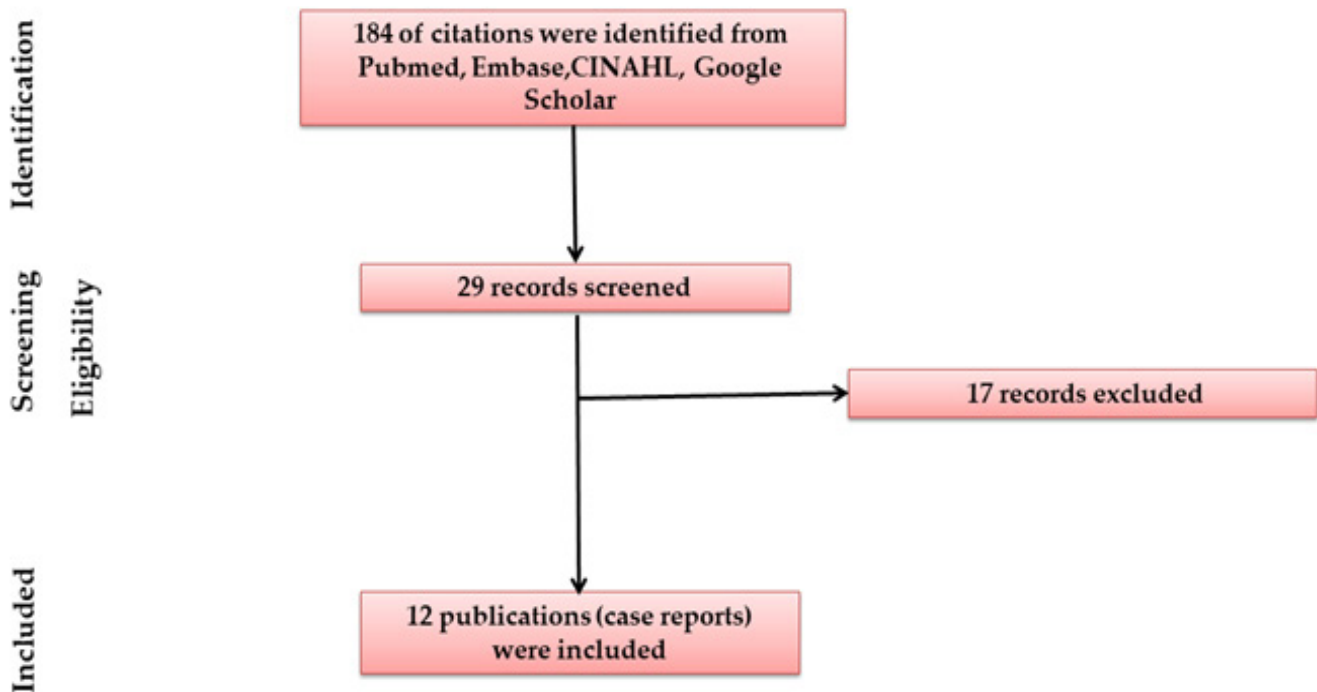 Identification
184 of citations were identified from
Pubmed, Embase,CINAHL, Google
Scholar
Screening
Eligibility
29 records screened
17 records excluded
Included
12 publications (case reports)
were included